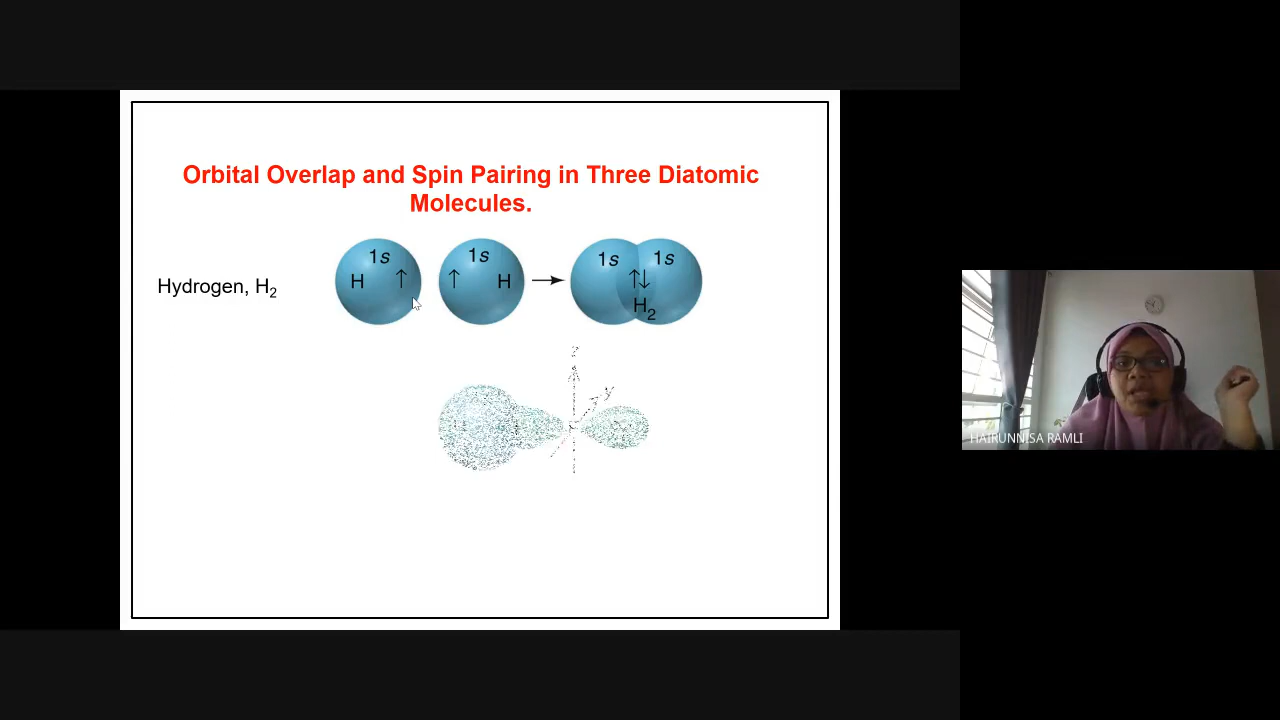 Orbital Overlap and Spin Pairing in Three Diatomic
Molecules.
Hydrogen, H₂
1s
H ↑
1s
↑ H
1s 1s
↑↓
H₂
z
y
HAIRUNNISA RAMLI